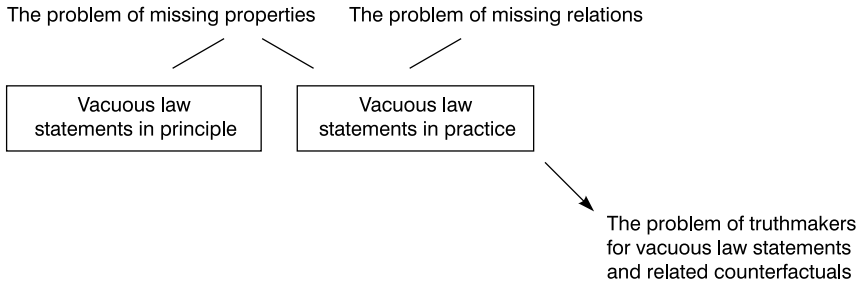 The problem of missing properties
The problem of missing relations
Vacuous law
statements in principle
Vacuous law
statements in practice
The problem of truthmakers
for vacuous law statements
and related counterfactuals